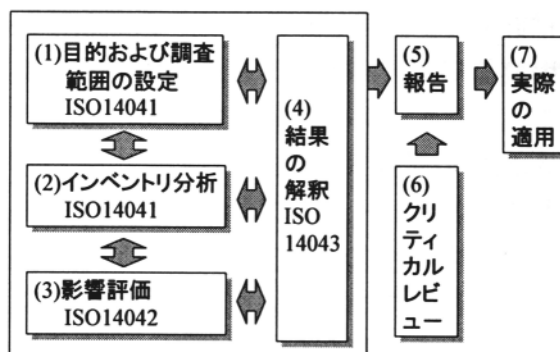 (1)目的および調査
範囲の設定
ISO14041
(2)インベントリ分析
ISO14041
(3)影響評価
ISO14042
(4)
結果
の
解釈
ISO
14043
(5)
報告
(6)
クリ
ティ
カル
レビ
ュー
(7)
実際
の
適用